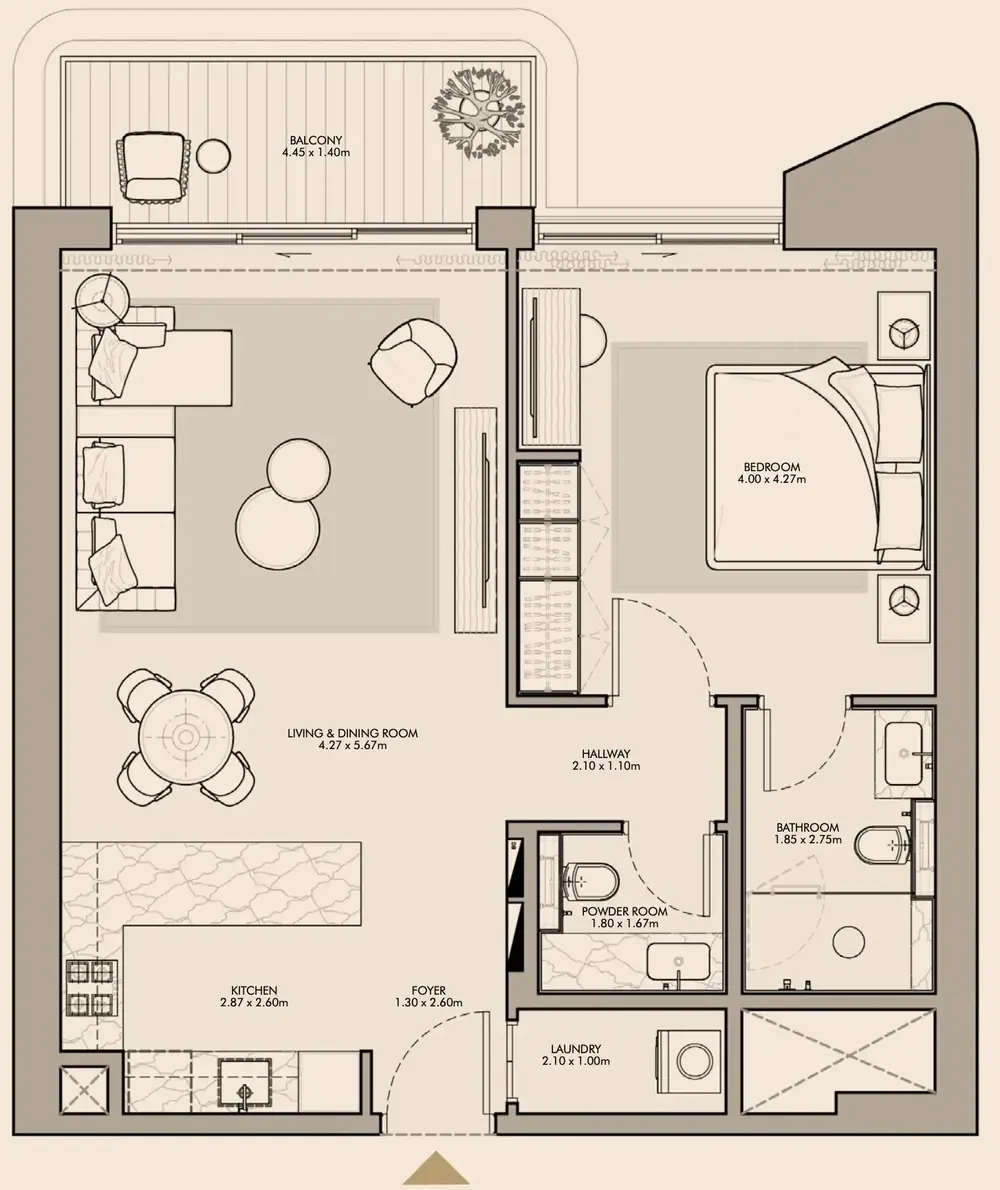 BALCONY
4.45 x 1.40m
BEDROOM
4.00 x 4.27m
LIVING & DINING ROOM
4.27 x 5.67m
HALLWAY
2.10 x 1.10m
BATHROOM
1.85 x 2.75m
POWDER ROOM
1.80 x 1.67m
KITCHEN
2.87 x 2.60m
FOYER
1.30 x 2.60m
LAUNDRY
2.10 x 1.00m